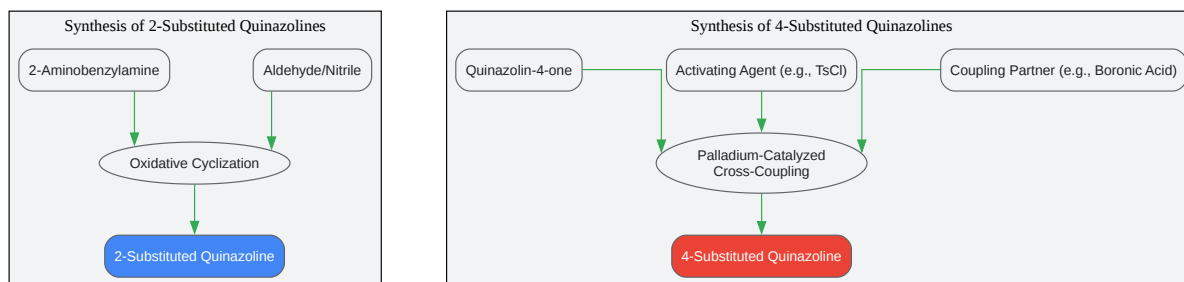 Synthesis of 2-Substituted Quinazolines
2-Aminobenzylamine
Aldehyde/Nitrile
Oxidative Cyclization
2-Substituted Quinazoline
Synthesis of 4-Substituted Quinazolines
Quinazolin-4-one
Activating Agent (e.g., TsCl)
Coupling Partner (e.g., Boronic Acid)
Palladium-Catalyzed
Cross-Coupling
4-Substituted Quinazoline